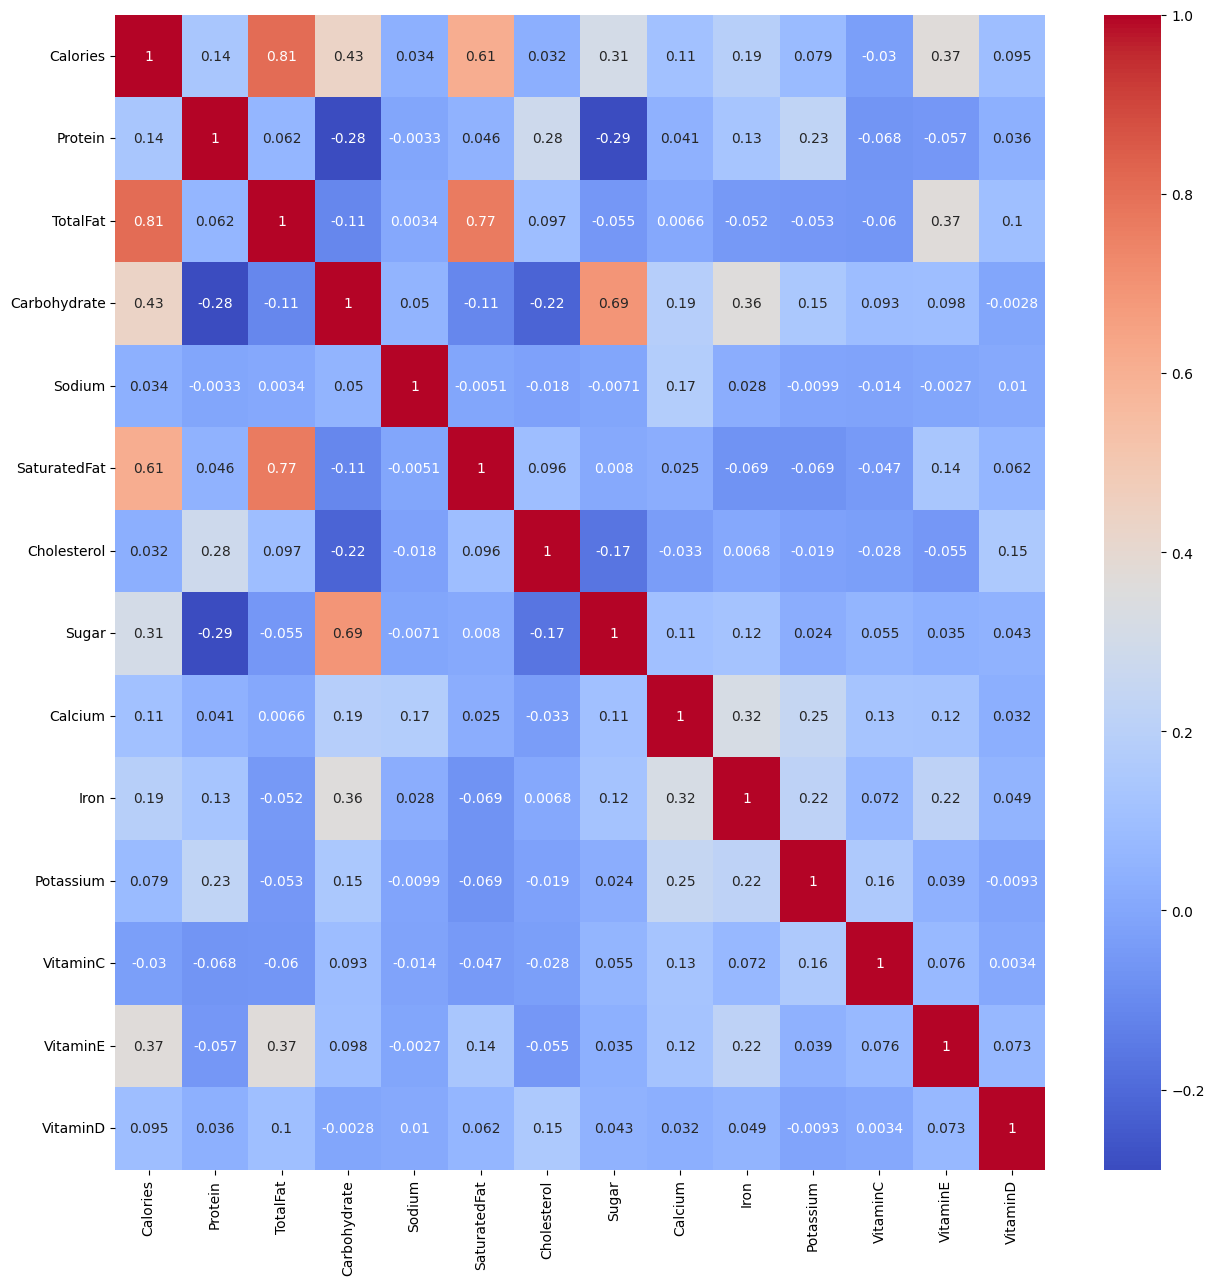 Calories 1 0.14 0.81 0.43 0.034 0.61 0.032 0.31 0.11 0.19 0.079 -0.03 0.37 0.095
Protein 0.14 1 0.062 -0.28 -0.0033 0.046 0.28 -0.29 0.041 0.13 0.23 -0.068 -0.057 0.036
TotalFat 0.81 0.062 1 -0.11 0.0034 0.77 0.097 -0.055 0.0066 -0.052 -0.053 -0.06 0.37 0.1
Carbohydrate 0.43 -0.28 -0.11 1 0.05 -0.11 -0.22 0.69 0.19 0.36 0.15 0.093 0.098 -0.0028
Sodium 0.034 -0.0033 0.0034 0.05 1 -0.0051 -0.018 -0.0071 0.17 0.028 -0.0099 -0.014 -0.0027 0.01
SaturatedFat 0.61 0.046 0.77 -0.11 -0.0051 1 0.096 0.008 0.025 -0.069 -0.069 -0.047 0.14 0.062
Cholesterol 0.032 0.28 0.097 -0.22 -0.018 0.096 1 -0.17 -0.033 0.0068 -0.019 -0.028 -0.055 0.15
Sugar 0.31 -0.29 -0.055 0.69 -0.0071 0.008 -0.17 1 0.11 0.12 0.024 0.055 0.035 0.043
Calcium 0.11 0.041 0.0066 0.19 0.17 0.025 -0.033 0.11 1 0.32 0.25 0.13 0.12 0.032
Iron 0.19 0.13 -0.052 0.36 0.028 -0.069 0.0068 0.12 0.32 1 0.22 0.072 0.22 0.049
Potassium 0.079 0.23 -0.053 0.15 -0.0099 -0.069 -0.019 0.024 0.25 0.22 1 0.16 0.039 -0.0093
VitaminC -0.03 -0.068 -0.06 0.093 -0.014 -0.047 -0.028 0.055 0.13 0.072 0.16 1 0.076 0.0034
VitaminE 0.37 -0.057 0.37 0.098 -0.0027 0.14 -0.055 0.035 0.12 0.22 0.039 0.076 1 0.073
VitaminD 0.095 0.036 0.1 -0.0028 0.01 0.062 0.15 0.043 0.032 0.049 -0.0093 0.0034 0.073 1
Calories
Protein
TotalFat
Carbohydrate
Sodium
SaturatedFat
Cholesterol
Sugar
Calcium
Iron
Potassium
VitaminC
VitaminE
VitaminD
1.0
0.8
0.6
0.4
0.2
0.0
−0.2